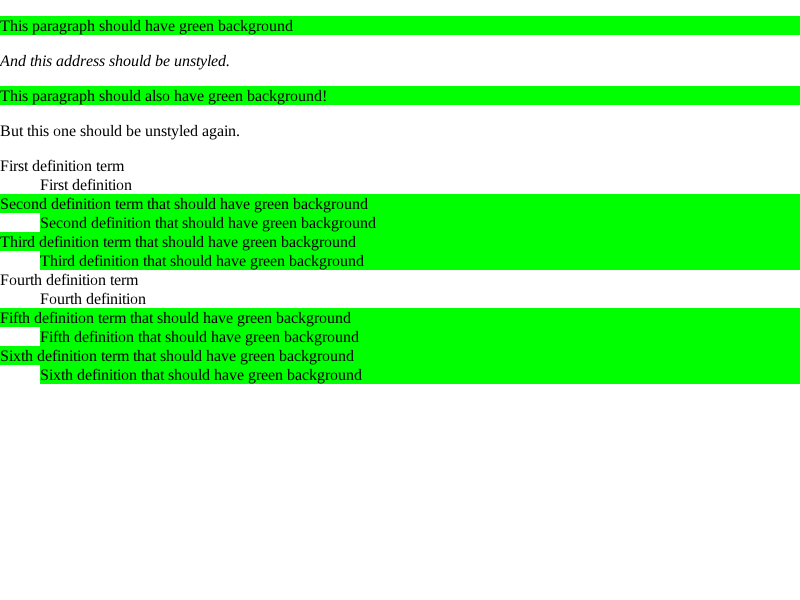 This paragraph should have green background
And this address should be unstyled.
This paragraph should also have green background!
But this one should be unstyled again.
First definition term
First definition
Second definition term that should have green background
Second definition that should have green background
Third definition term that should have green background
Third definition that should have green background
Fourth definition term
Fourth definition
Fifth definition term that should have green background
Fifth definition that should have green background
Sixth definition term that should have green background
Sixth definition that should have green background